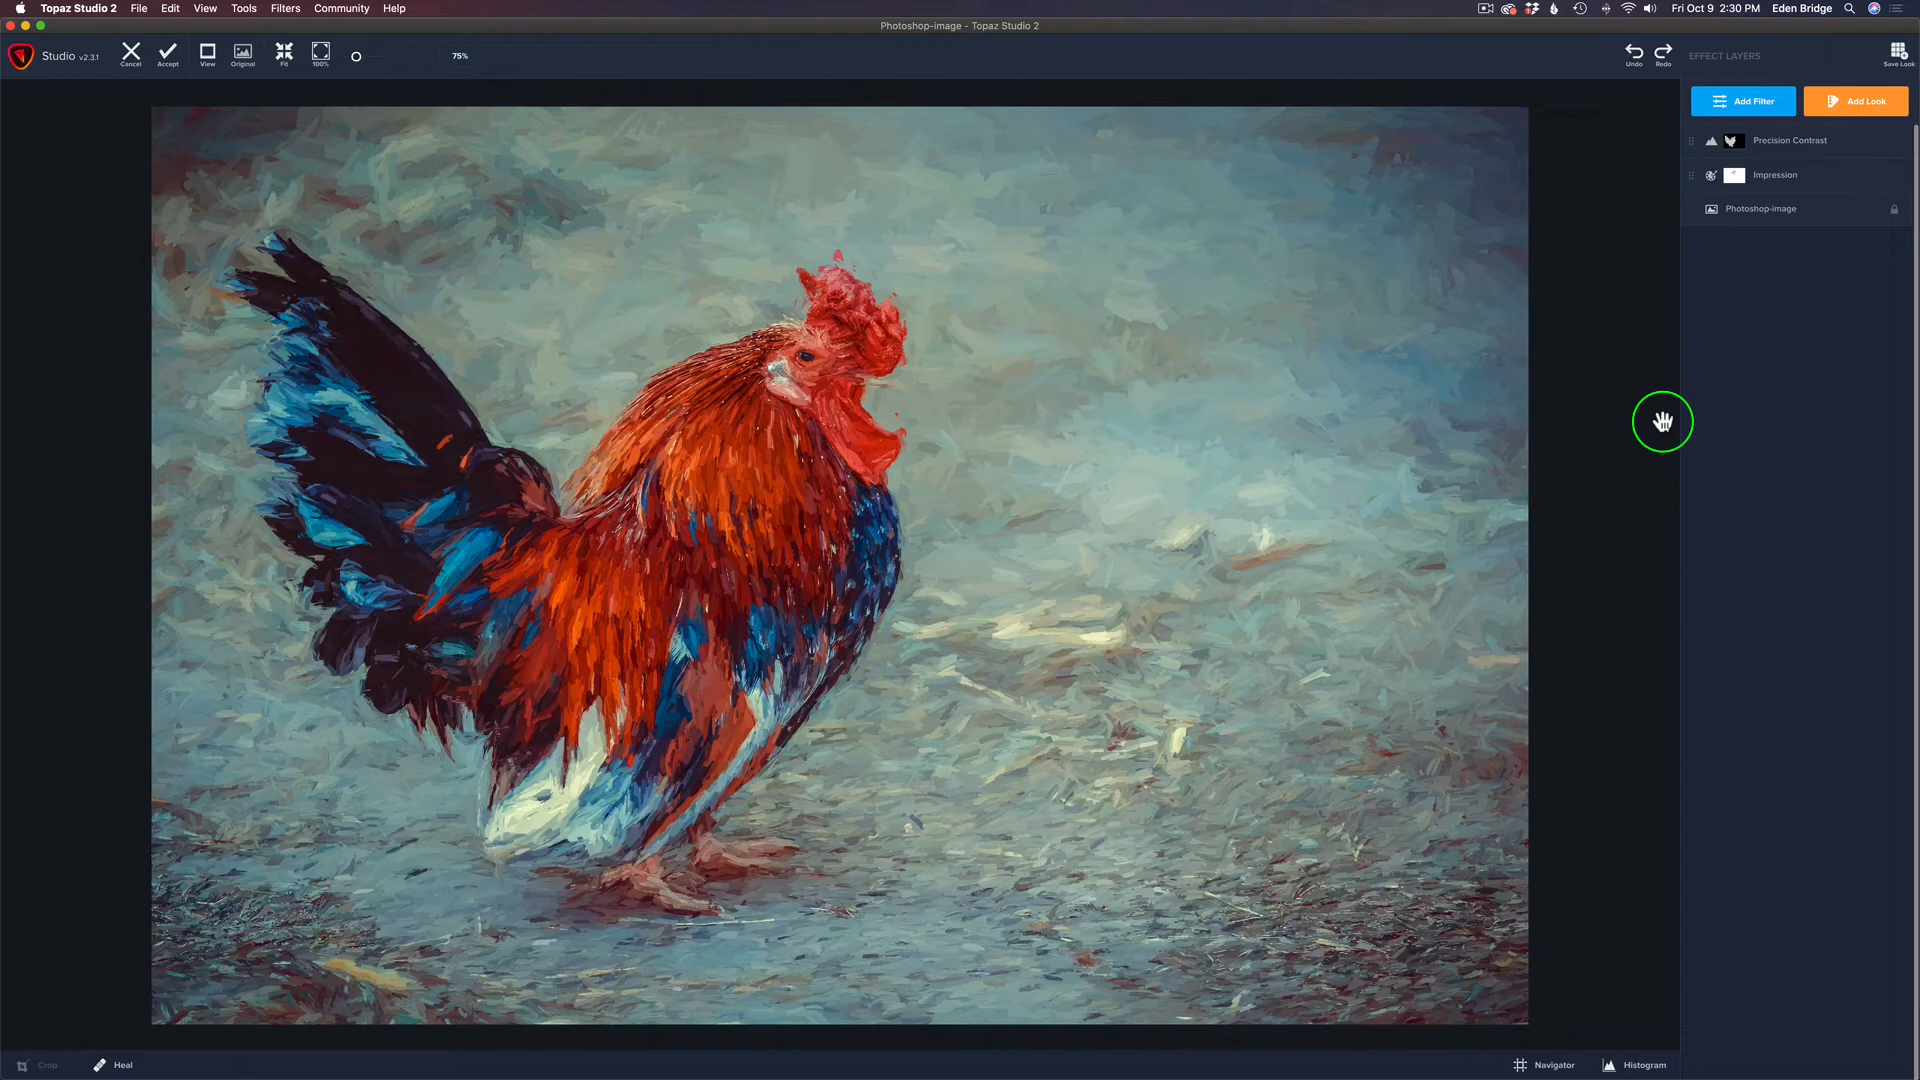 Topaz Studio 2 File Edit View Tools Filters Community Help Fri Oct 9 2:30 PM Eden Bridge
Photoshop-image - Topaz Studio 2
Studio v2.3.1 Cancel Accept View Original Fit 100% 75% Undo Redo EFFECT LAYERS Save Look
Add Filter Add Look
Precision Contrast
Impression
Photoshop-image
Crop Heal Navigator Histogram